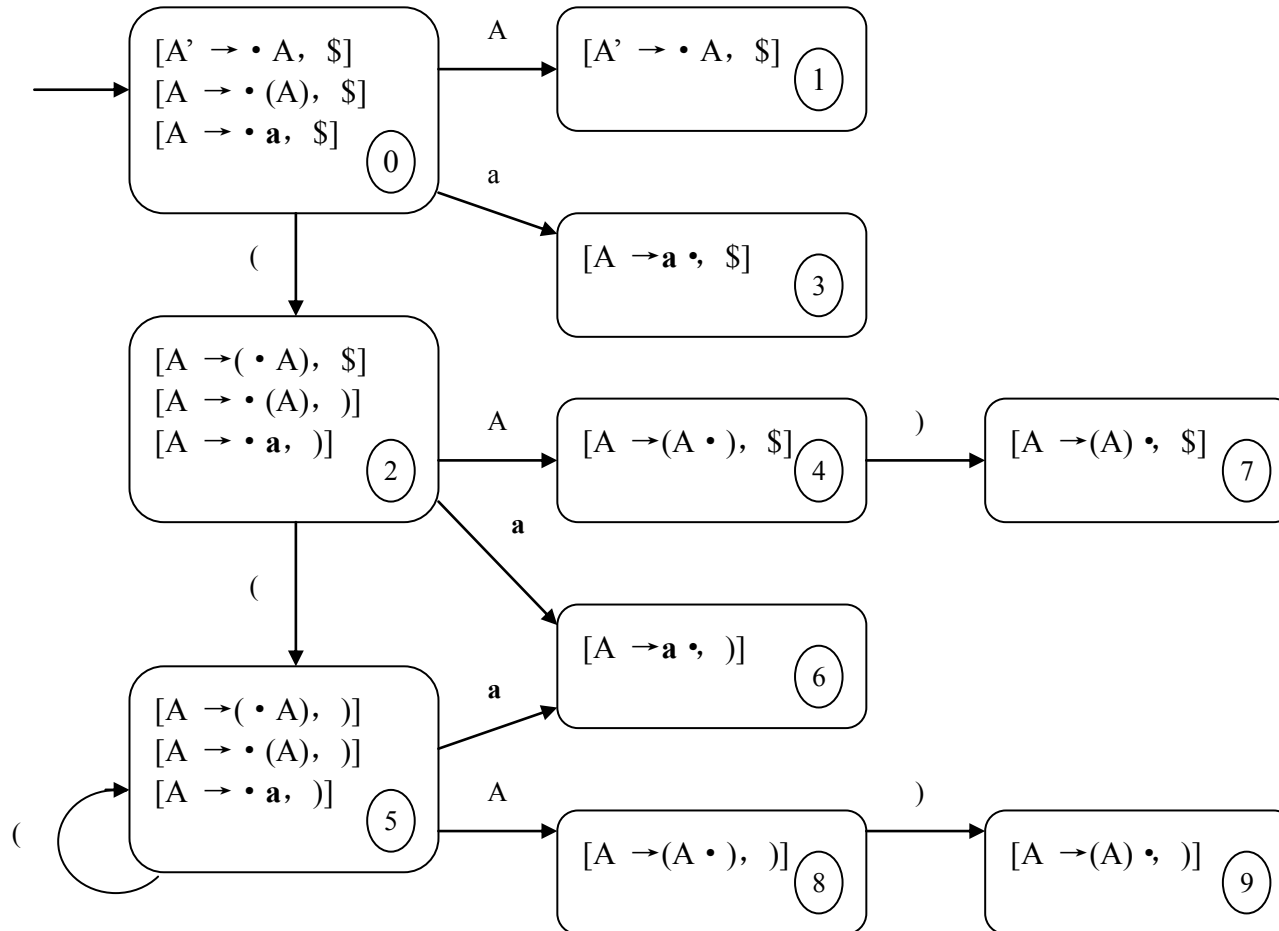 [A’ → • A, $]
[A → • (A), $]
[A → • a, $]
0
A
[A’ → • A, $]
1
a
[A → a •, $]
3
(
[A → ( • A), $]
[A → • (A), )]
[A → • a, )]
2
A
[A → (A • ), $]
4
)
[A → (A) •, $]
7
a
[A → a •, )]
6
(
[A → ( • A), )]
[A → • (A), )]
[A → • a, )]
5
a
A
[A → (A • ), )]
8
)
[A → (A) •, )]
9
(